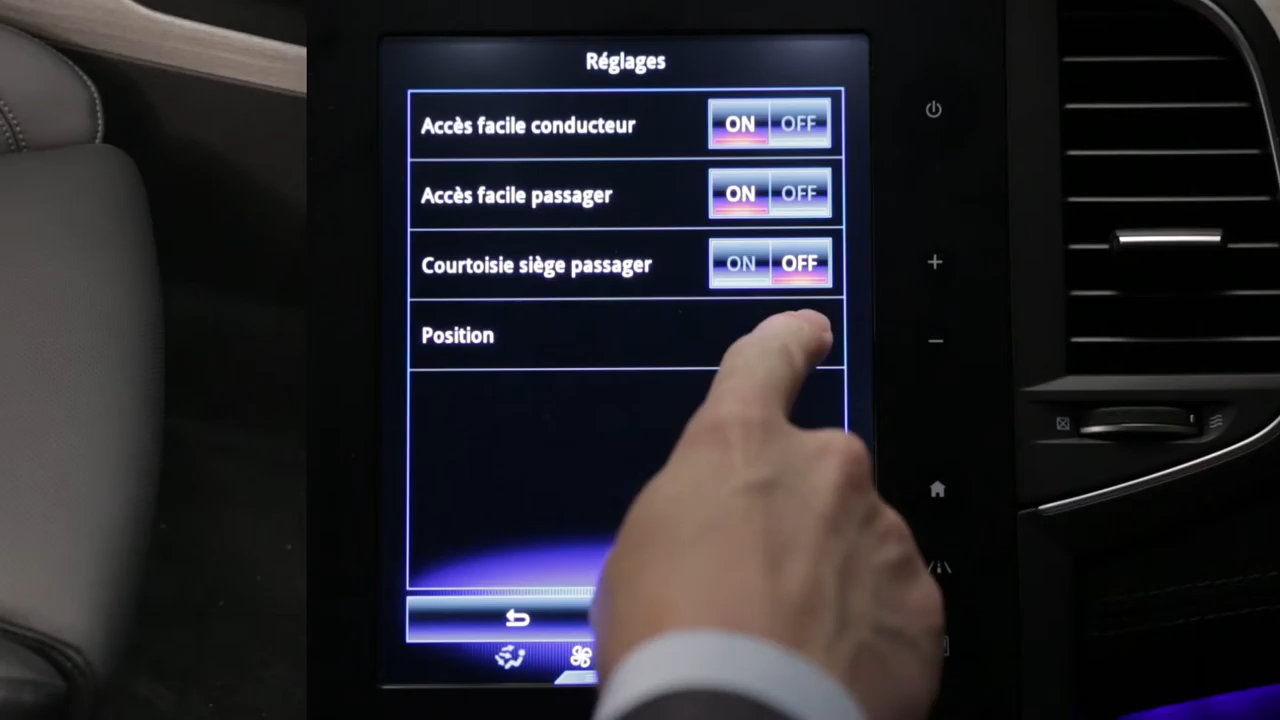 Réglages
Accès facile conducteur ON OFF
Accès facile passager ON OFF
Courtoisie siège passager ON OFF
Position
+
−